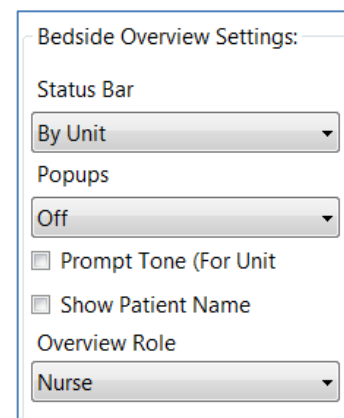 Bedside Overview Settings:
Status Bar
By Unit
Popups
Off
Prompt Tone (For Unit
Show Patient Name
Overview Role
Nurse